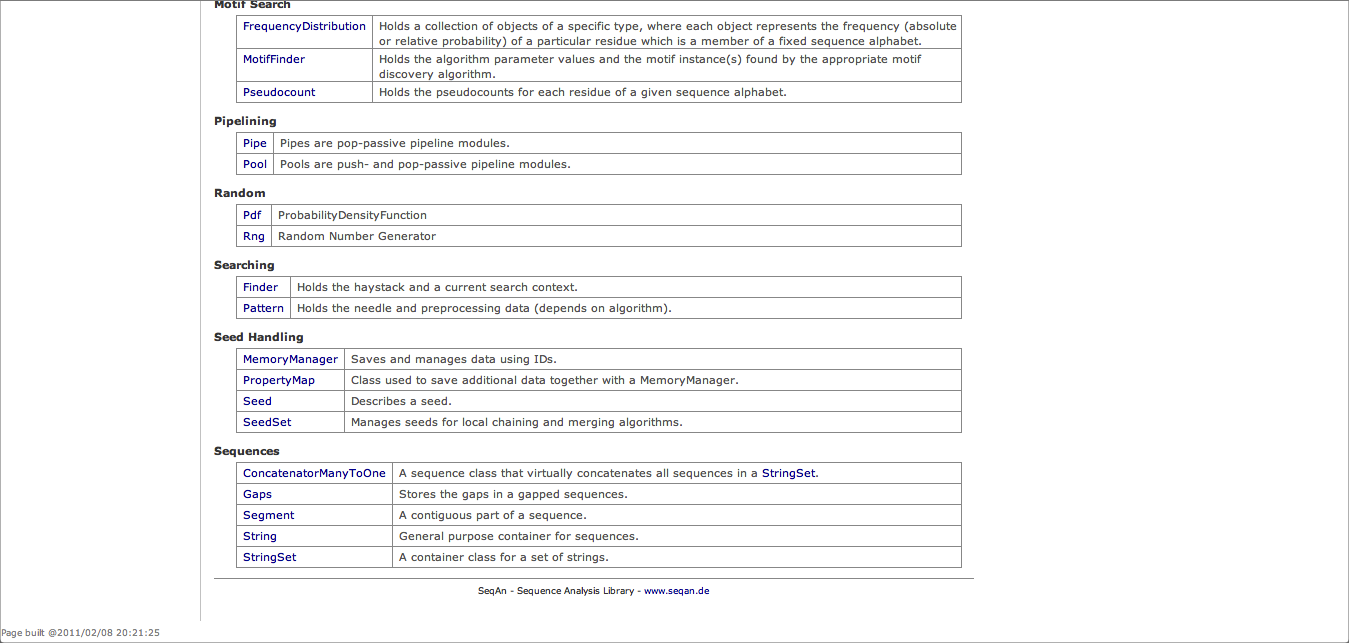 Motif Search
FrequencyDistribution Holds a collection of objects of a specific type, where each object represents the frequency (absolute
or relative probability) of a particular residue which is a member of a fixed sequence alphabet.
MotifFinder Holds the algorithm parameter values and the motif instance(s) found by the appropriate motif
discovery algorithm.
Pseudocount Holds the pseudocounts for each residue of a given sequence alphabet.
Pipelining
Pipe Pipes are pop-passive pipeline modules.
Pool Pools are push- and pop-passive pipeline modules.
Random
Pdf ProbabilityDensityFunction
Rng Random Number Generator
Searching
Finder Holds the haystack and a current search context.
Pattern Holds the needle and preprocessing data (depends on algorithm).
Seed Handling
MemoryManager Saves and manages data using IDs.
PropertyMap Class used to save additional data together with a MemoryManager.
Seed Describes a seed.
SeedSet Manages seeds for local chaining and merging algorithms.
Sequences
ConcatenatorManyToOne A sequence class that virtually concatenates all sequences in a StringSet.
Gaps Stores the gaps in a gapped sequences.
Segment A contiguous part of a sequence.
String General purpose container for sequences.
StringSet A container class for a set of strings.
SeqAn - Sequence Analysis Library - www.seqan.de
Page built @2011/02/08 20:21:25